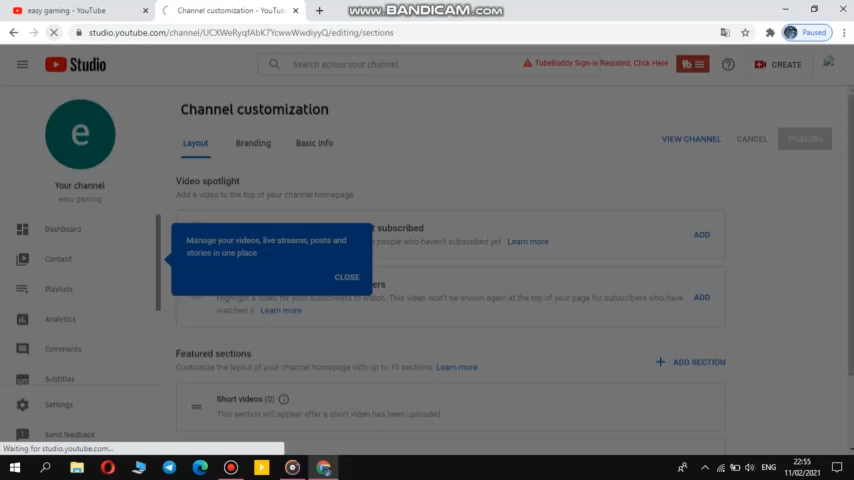 easy gaming - YouTube
Channel customization - YouTub
www.BANDICAM.com
studio.youtube.com/channel/UCXWeRyqfAbK7YcwwWwdiyyQ/editing/sections
Paused
Studio
Search across your channel
TubeBuddy Sign-in Required, Click Here
tb
CREATE
e
Your channel
easy gaming
Dashboard
Content
Playlists
Analytics
Comments
Subtitles
Settings
Send feedback
Channel customization
Layout
Branding
Basic info
VIEW CHANNEL
CANCEL
PUBLISH
Video spotlight
Add a video to the top of your channel homepage
t subscribed
people who haven't subscribed yet. Learn more
ADD
Manage your videos, live streams, posts and
stories in one place
CLOSE
ers
Highlight a video for your subscribers to watch. This video won't be shown again at the top of your page for subscribers who have
watched it. Learn more
ADD
Featured sections
Customize the layout of your channel homepage with up to 10 sections. Learn more
ADD SECTION
Short videos (0)
This section will appear after a short video has been uploaded
Waiting for studio.youtube.com...
ENG
22:55
11/02/2021